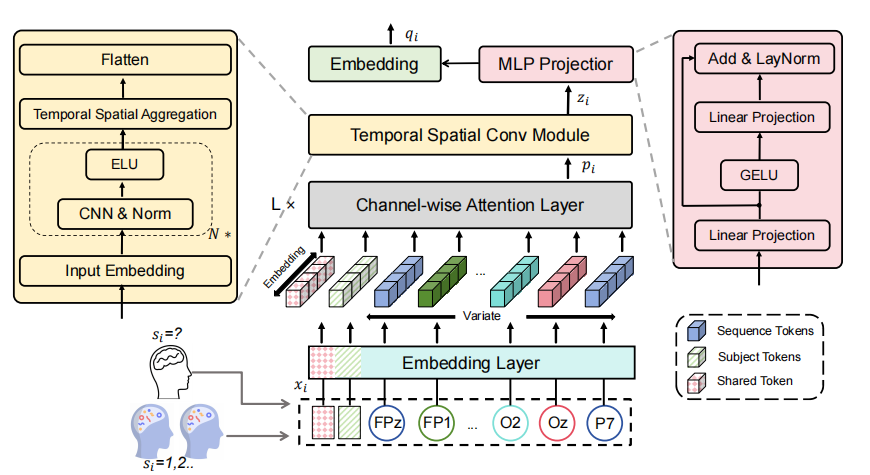 Flatten
Temporal Spatial Aggregation
ELU
CNN & Norm
N *
Input Embedding
q_i
Embedding
MLP Projectior
z_i
Temporal Spatial Conv Module
p_i
L ×
Channel-wise Attention Layer
Embedding
...
Variate
Embedding Layer
x_i
FPz
FP1
...
O2
Oz
P7
s_i=?
s_i=1,2..
Add & LayNorm
Linear Projection
GELU
Linear Projection
Sequence Tokens
Subject Tokens
Shared Token